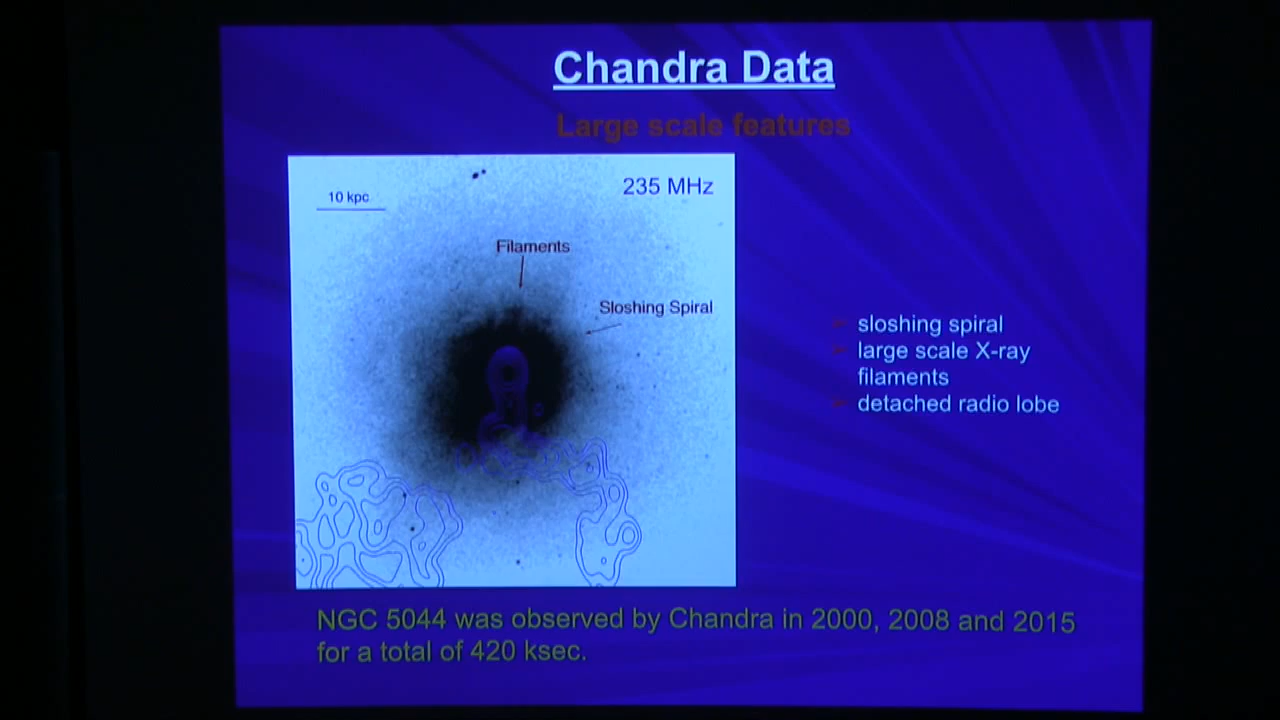 Chandra Data
Large scale features
235 MHz
10 kpc
Filaments
Sloshing Spiral
sloshing spiral
large scale X-ray
filaments
detached radio lobe
NGC 5044 was observed by Chandra in 2000, 2008 and 2015
for a total of 420 ksec.